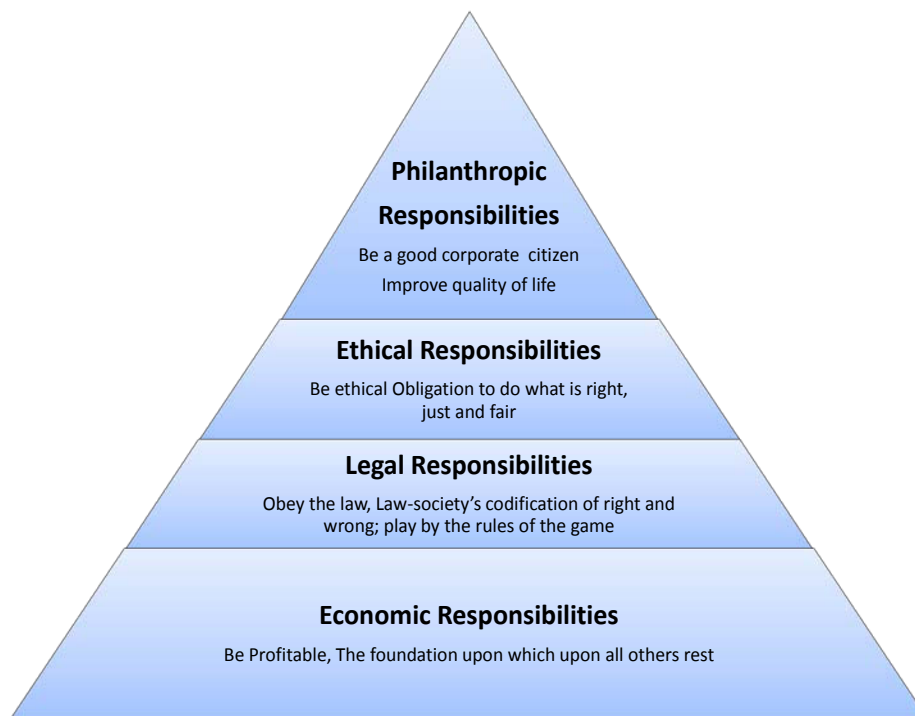 Philanthropic
Responsibilities
Be a good corporate citizen
Improve quality of life
Ethical Responsibilities
Be ethical Obligation to do what is right,
just and fair
Legal Responsibilities
Obey the law, Law-society's codification of right and
wrong; play by the rules of the game
Economic Responsibilities
Be Profitable, The foundation upon which upon all others rest